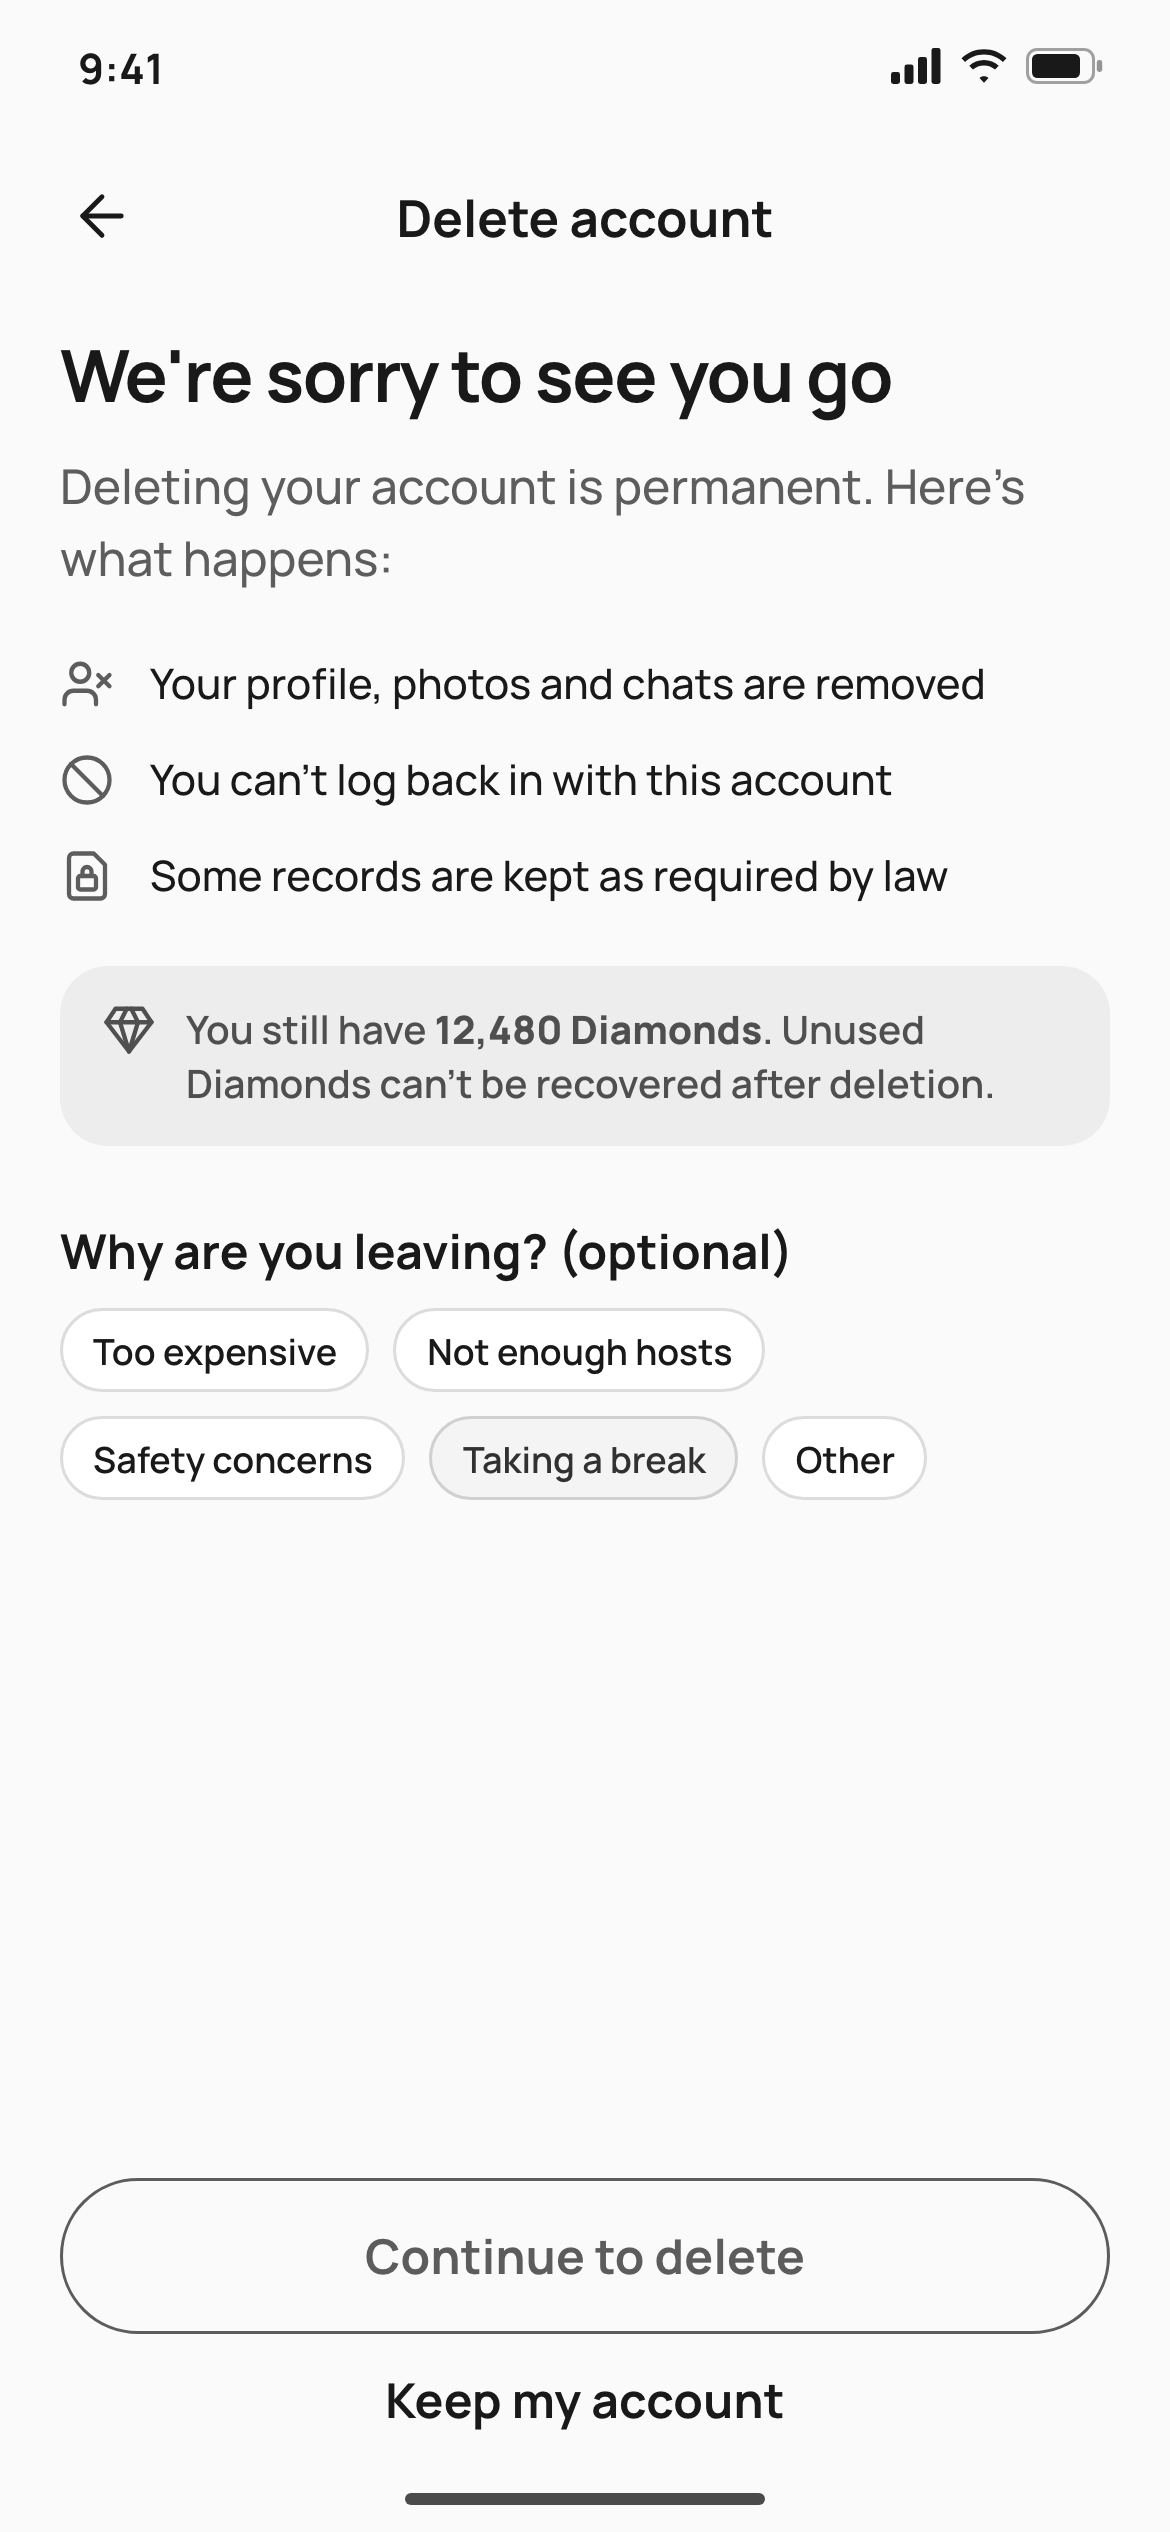 9:41
Delete account
We're sorry to see you go
Deleting your account is permanent. Here’s
what happens:
Your profile, photos and chats are removed
You can’t log back in with this account
Some records are kept as required by law
You still have 12,480 Diamonds. Unused
Diamonds can’t be recovered after deletion.
Why are you leaving? (optional)
Too expensive
Not enough hosts
Safety concerns
Taking a break
Other
Continue to delete
Keep my account